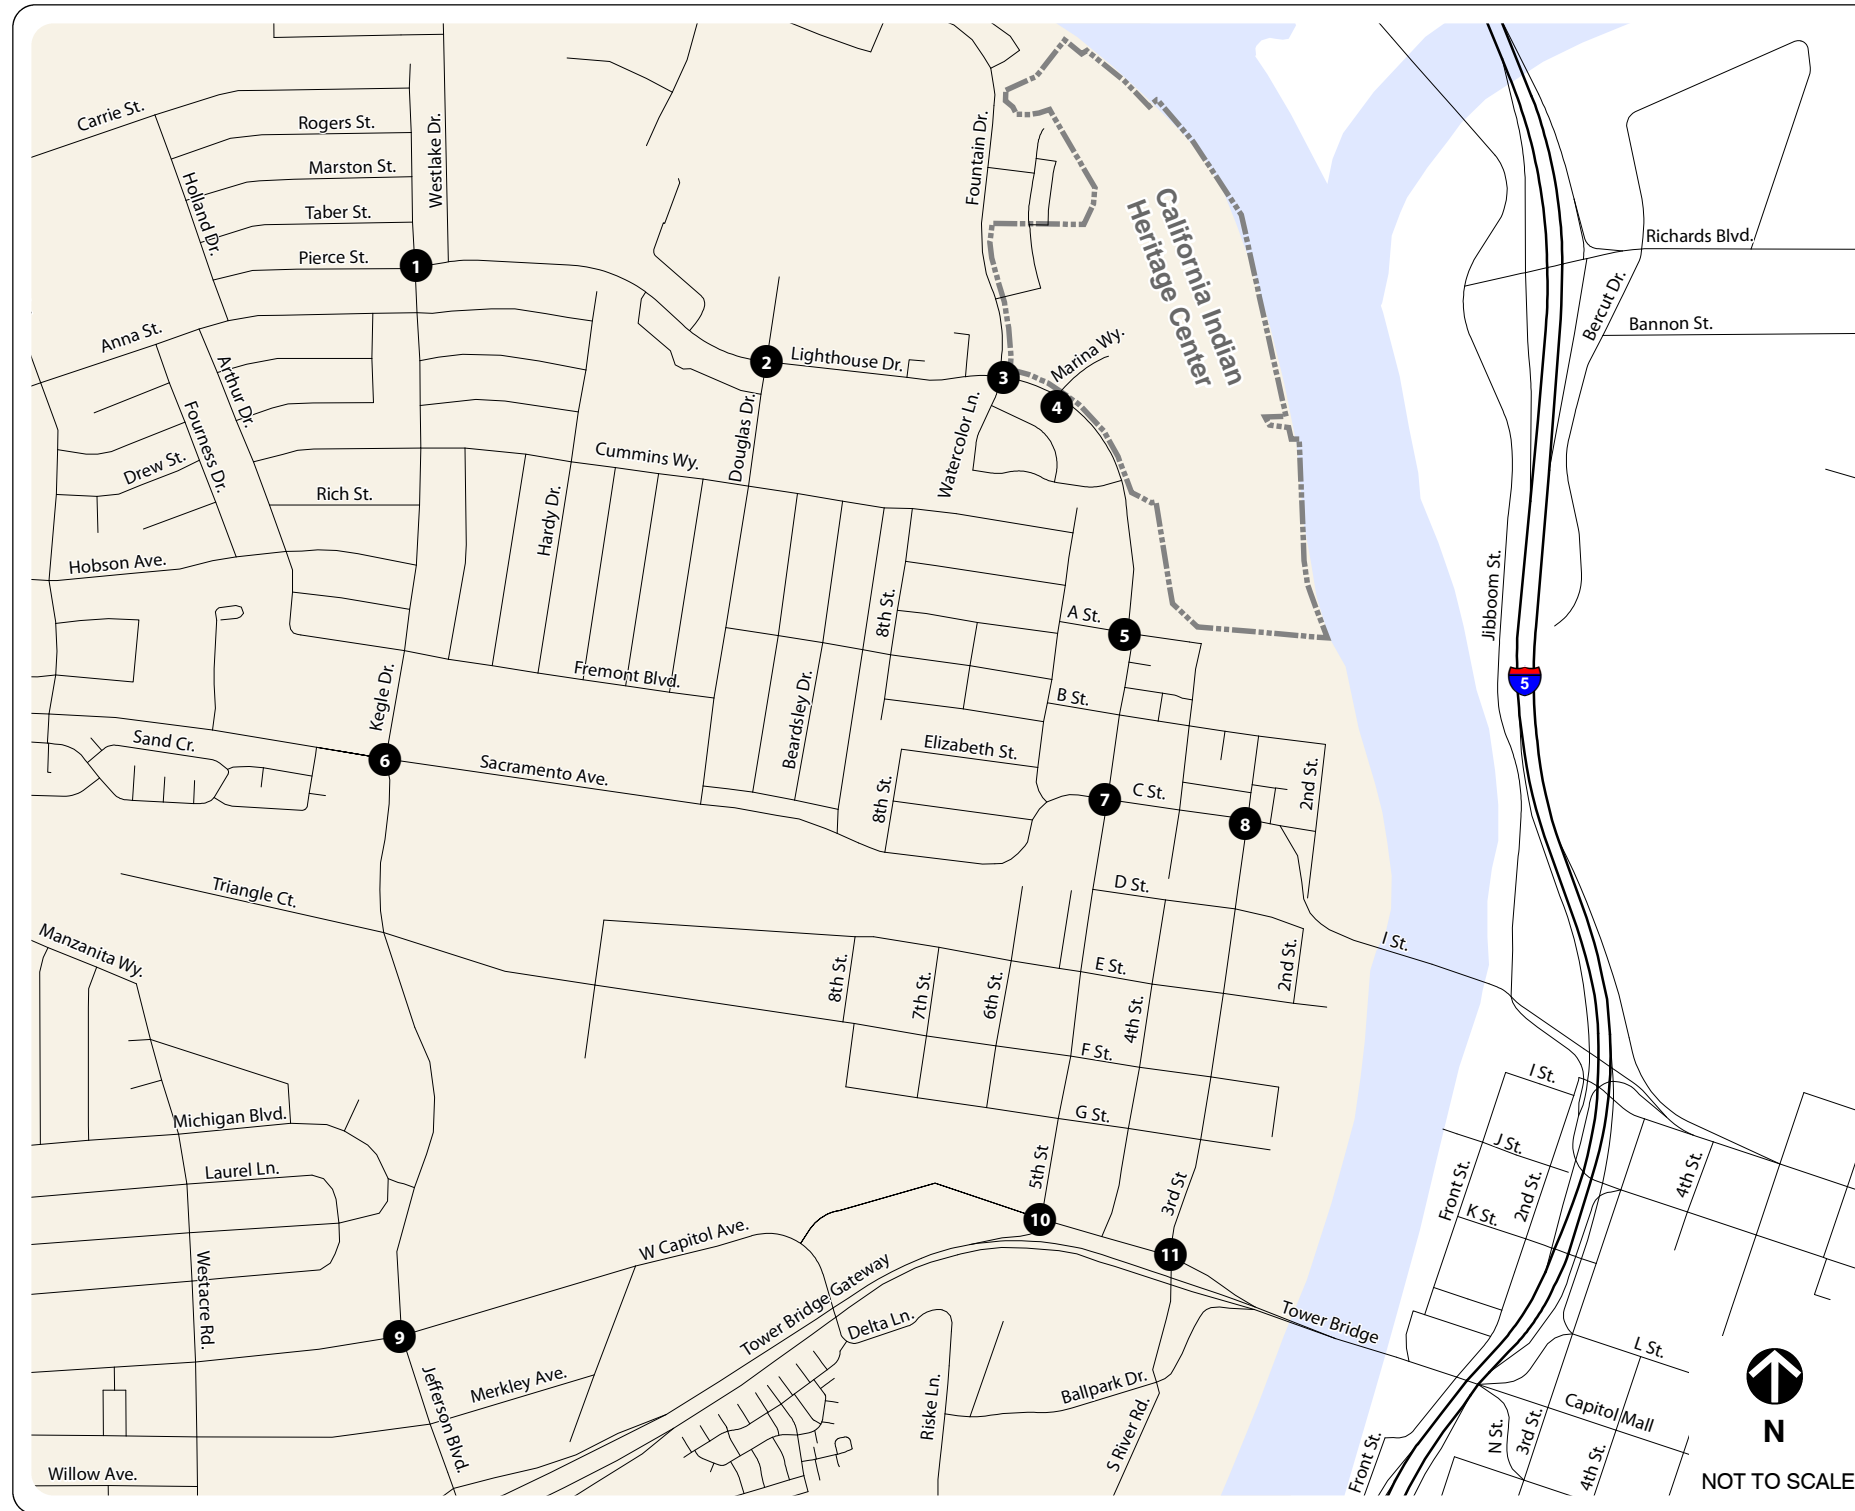 Carrie St.
Rogers St.
Marston St.
Taber St.
Pierce St.
Holland Dr.
Westlake Dr.
Fountain Dr.
California Indian
Heritage Center
Richards Blvd.
Bercut Dr.
Bannon St.
1
2
3
4
Anna St.
Arthur Dr.
Fourness Dr.
Drew St.
Rich St.
Hobson Ave.
Lighthouse Dr.
Marina Wy.
Douglas Dr.
Watercolor Ln.
Cummins Wy.
Hardy Dr.
8th St.
A St.
5
Jibboom St.
5
Fremont Blvd.
Kegle Dr.
B St.
Beardsley Dr.
Sand Cr.
6
Sacramento Ave.
Elizabeth St.
8th St.
7
C St.
8
2nd St.
Triangle Ct.
D St.
Manzanita Wy.
8th St.
7th St.
6th St.
E St.
4th St.
2nd St.
I St.
F St.
G St.
Michigan Blvd.
Laurel Ln.
I St.
J St.
K St.
Front St.
2nd St.
4th St.
5th St
3rd St
10
11
W Capitol Ave.
Westacre Rd.
Tower Bridge Gateway
Tower Bridge
9
Delta Ln.
Merkley Ave.
Jefferson Blvd.
Riske Ln.
Ballpark Dr.
S River Rd.
L St.
Capitol Mall
N St.
3rd St.
4th St.
Front St.
Willow Ave.
N
NOT TO SCALE